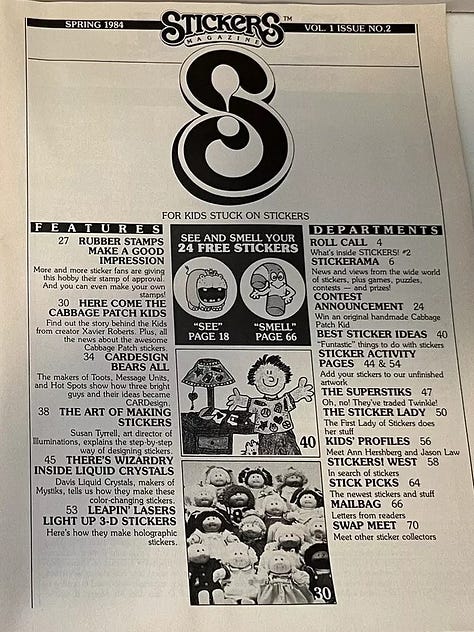 SPRING 1984
STICKERS™
MAGAZINE
VOL. 1 ISSUE NO.2
S
FOR KIDS STUCK ON STICKERS
FEATURES
27 RUBBER STAMPS
MAKE A GOOD
IMPRESSION
More and more sticker fans are giving
this hobby their stamp of approval.
And you can even make your own
stamps!
30 HERE COME THE
CABBAGE PATCH KIDS
Find out the story behind the Kids
from creator Xavier Roberts. Plus, all
the news about the awesome
Cabbage Patch stickers.
34 CARDESIGN
BEARS ALL
The makers of Toots, Message Units,
and Hot Spots show how three bright
guys and their ideas became
CARDesign.
38 THE ART OF MAKING
STICKERS
Susan Tyrrell, art director of
Illuminations, explains the step-by-step
way of designing stickers.
45 THERE'S WIZARDRY
INSIDE LIQUID CRYSTALS
Davis Liquid Crystals, makers of
Mystiks, tells us how they make these
color-changing stickers.
53 LEAPIN' LASERS
LIGHT UP 3-D STICKERS
Here's how they make holographic
stickers.
SEE AND SMELL YOUR
24 FREE STICKERS
"SEE"
PAGE 18
"SMELL"
PAGE 66
40
30
DEPARTMENTS
ROLL CALL 4
What's inside STICKERS! #2
STICKERAMA 6
News and views from the wide world
of stickers, plus games, puzzles,
contests — and prizes!
CONTEST
ANNOUNCEMENT 24
Win an original handmade Cabbage
Patch Kid
BEST STICKER IDEAS 40
"Funtastic" things to do with stickers
STICKER ACTIVITY
PAGES 44 & 54
Add your stickers to our unfinished
artwork
THE SUPERSTIKS 47
Oh, no! They've traded Twinkle!
THE STICKER LADY 50
The First Lady of Stickers does
her stuff
KIDS' PROFILES 56
Meet Ann Hershberg and Jason Law
STICKERS! WEST 58
In search of stickers
STICK PICKS 64
The newest stickers and stuff
MAILBAG 66
Letters from readers
SWAP MEET 70
Meet other sticker collectors